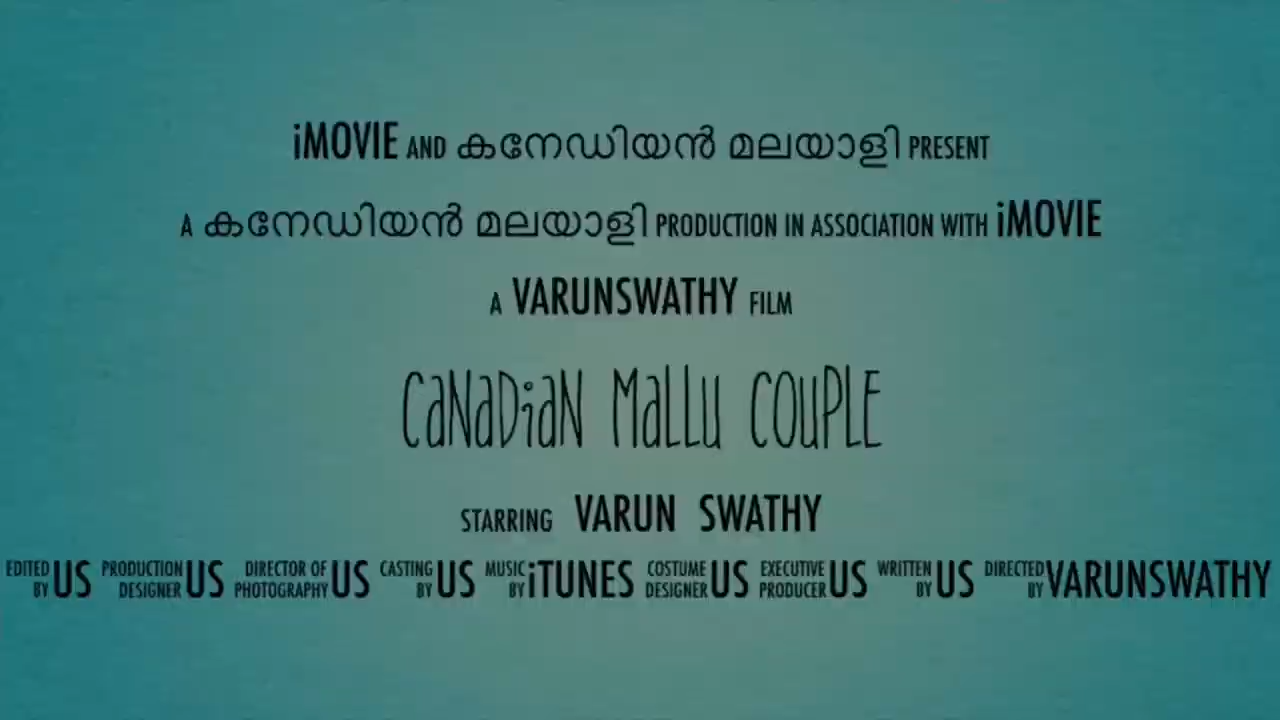 iMOVIE AND കനേഡിയൻ മലയാളി PRESENT
A കനേഡിയൻ മലയാളി PRODUCTION IN ASSOCIATION WITH iMOVIE
A VARUNSWATHY FILM
CaNaDiaN MaLLU COUPLE
STARRING VARUN SWATHY
EDITED BY US PRODUCTION DESIGNER US DIRECTOR OF PHOTOGRAPHY US CASTING BY US MUSIC BY iTUNES COSTUME DESIGNER US EXECUTIVE PRODUCER US WRITTEN BY US DIRECTED BY VARUNSWATHY